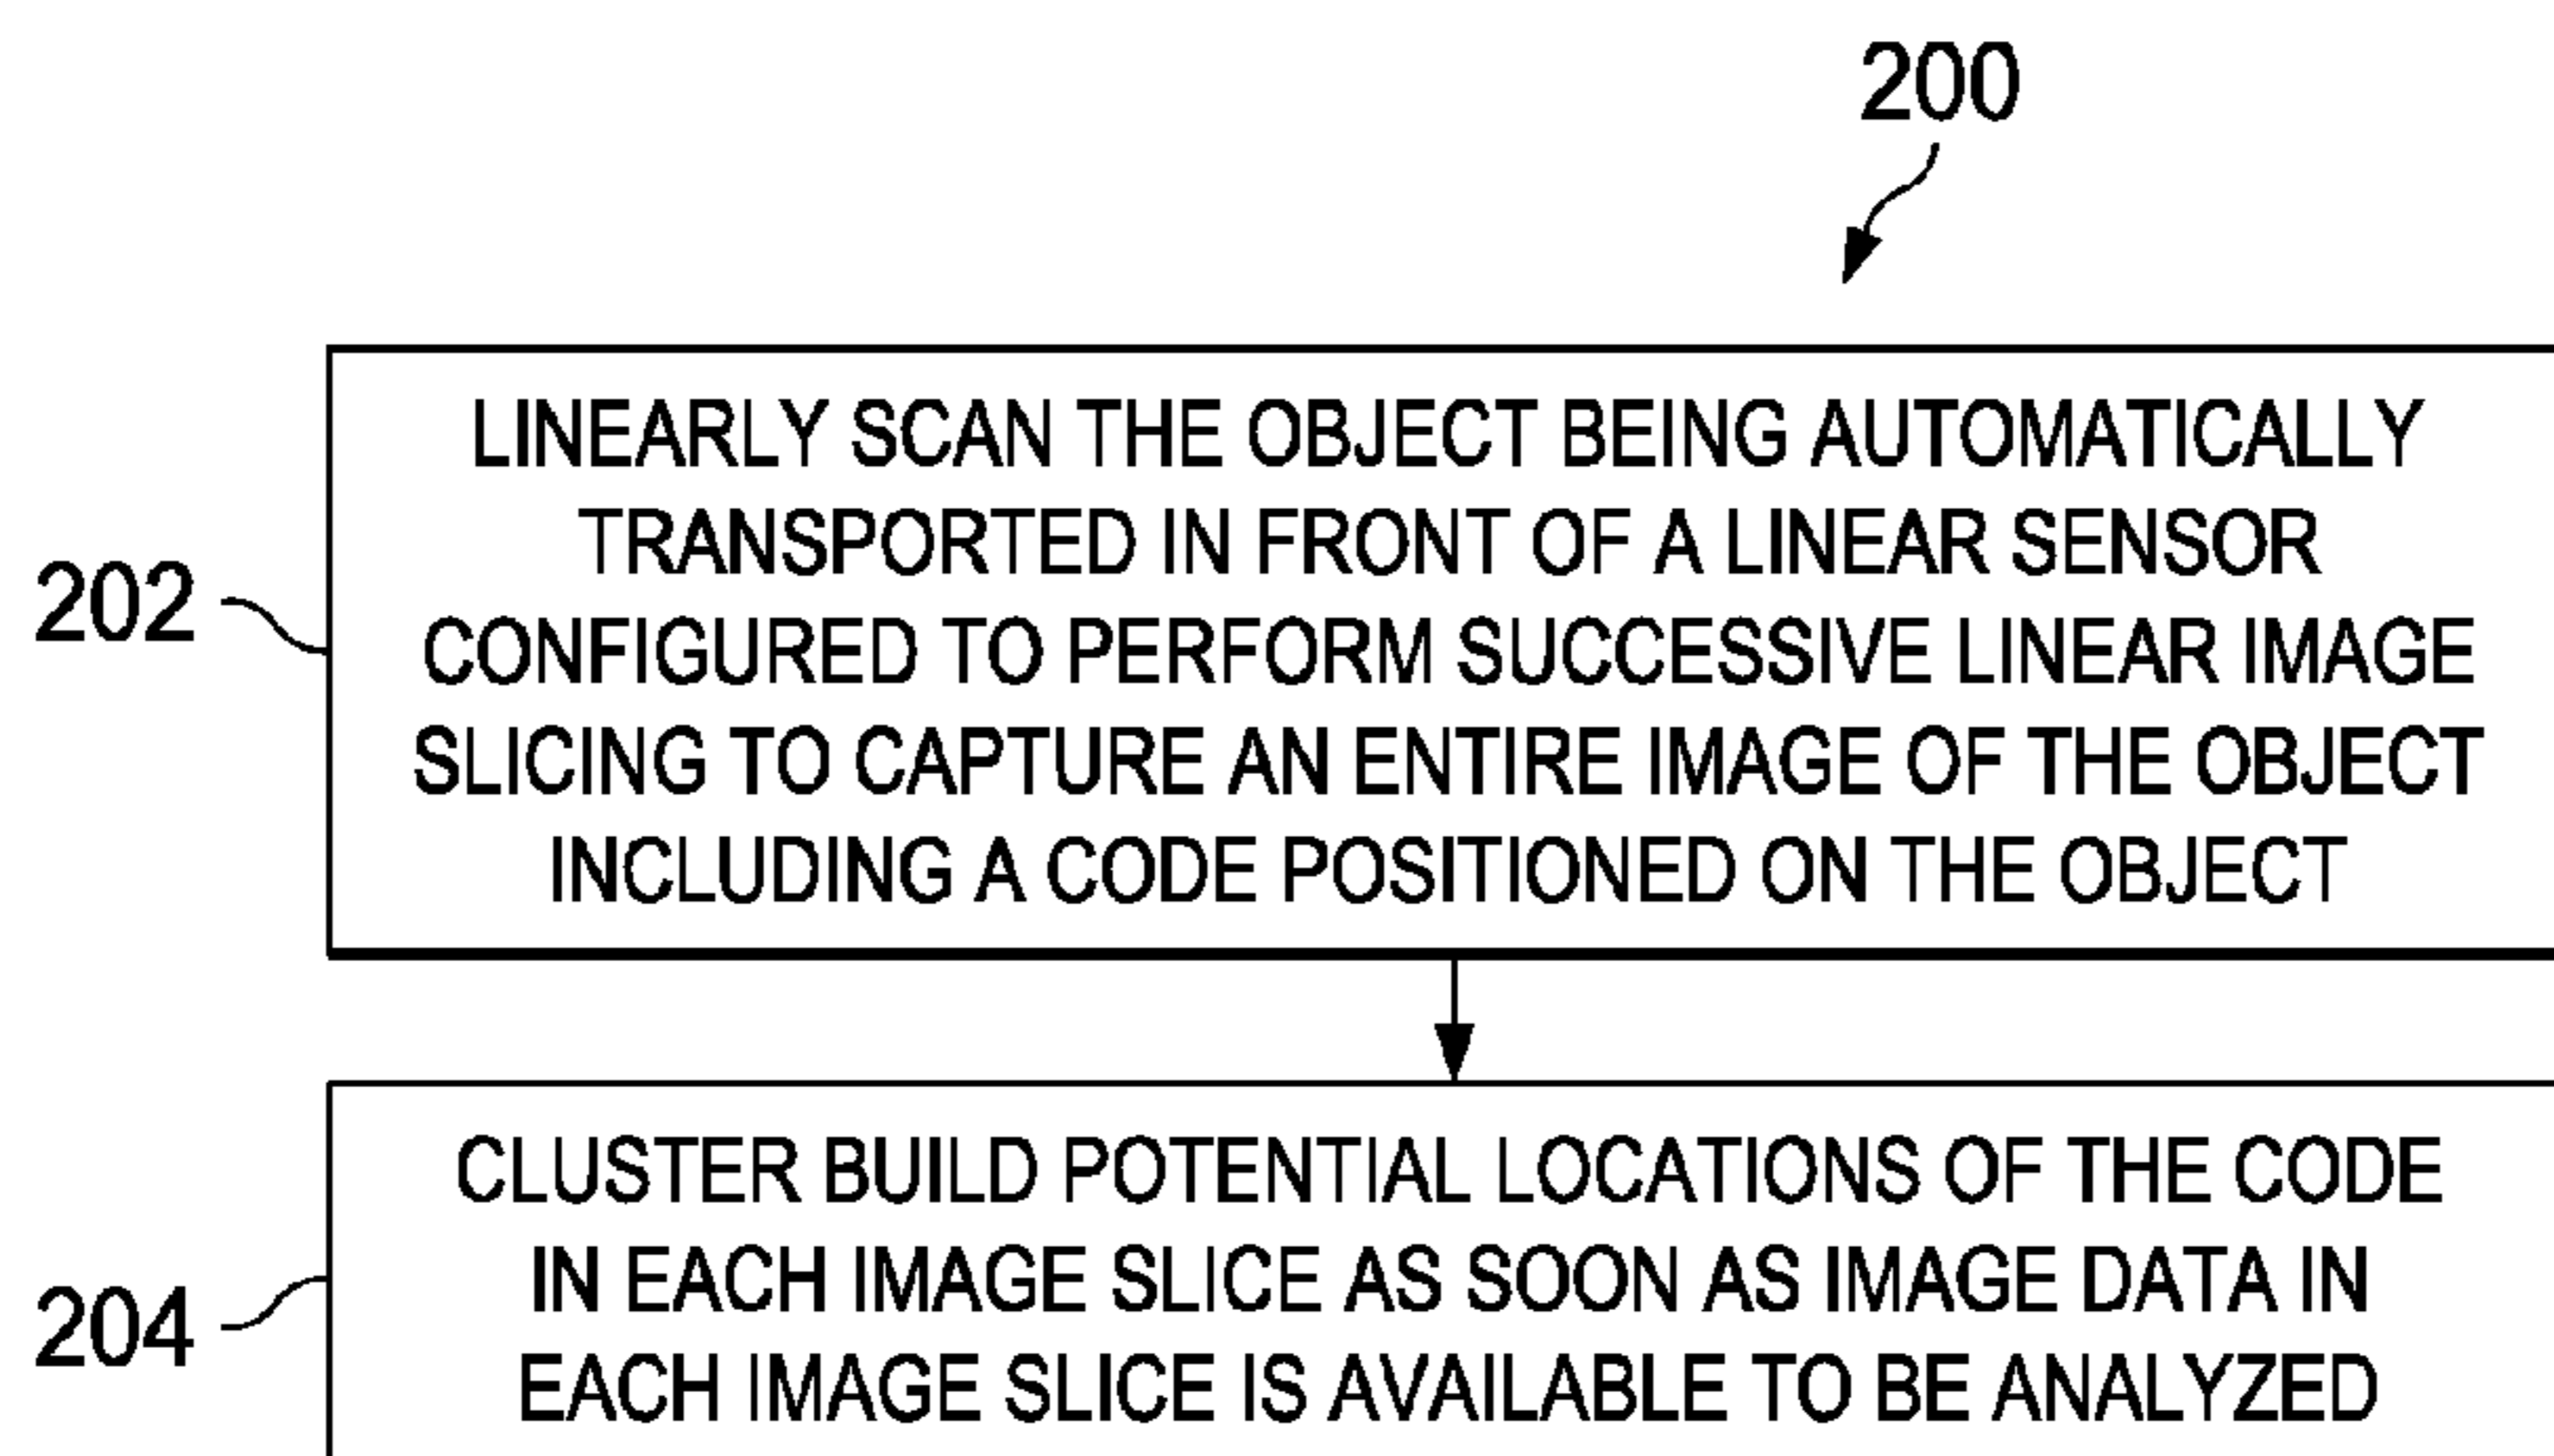 200
LINEARLY SCAN THE OBJECT BEING AUTOMATICALLY
TRANSPORTED IN FRONT OF A LINEAR SENSOR
202
CONFIGURED TO PERFORM SUCCESSIVE LINEAR IMAGE
SLICING TO CAPTURE AN ENTIRE IMAGE OF THE OBJECT
INCLUDING A CODE POSITIONED ON THE OBJECT
CLUSTER BUILD POTENTIAL LOCATIONS OF THE CODE
IN EACH IMAGE SLICE AS SOON AS IMAGE DATA IN
204
EACH IMAGE SLICE IS AVAILABLE TO BE ANALYZED